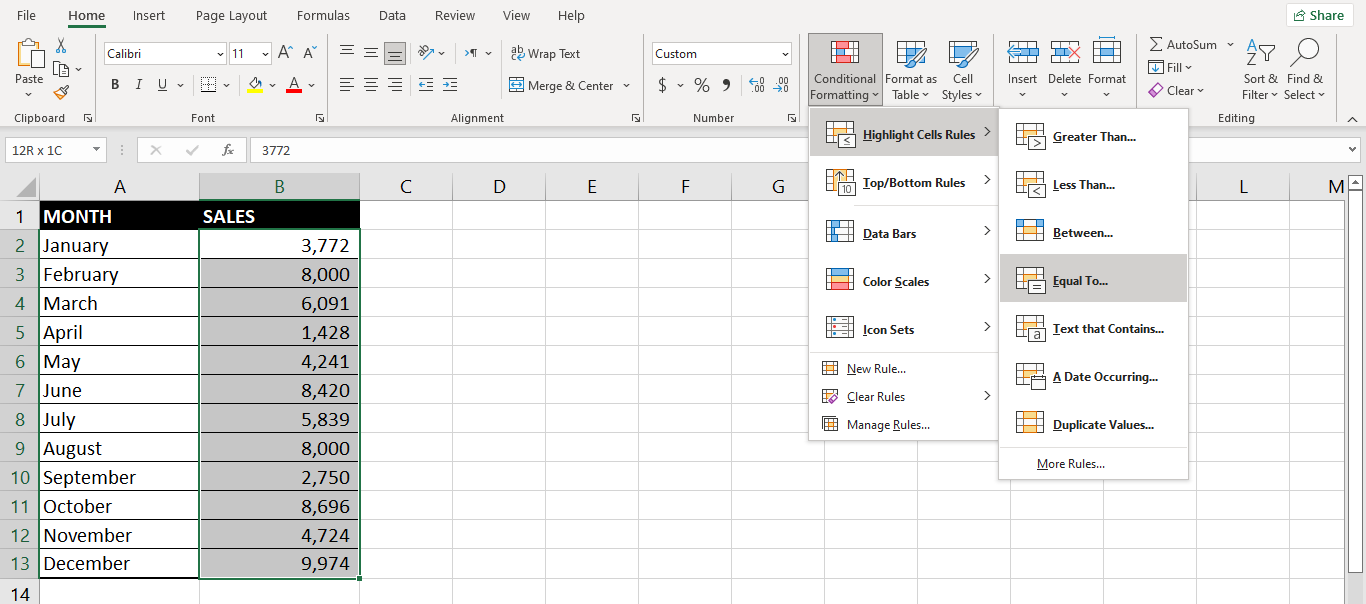 File Home Insert Page Layout Formulas Data Review View Help Share
Paste
Clipboard
Calibri 11
B I U A
Font
ab Wrap Text
Merge & Center
Alignment
Custom
$ % 9
Number
Conditional Formatting
Format as Table
Cell Styles
Insert Delete Format
AutoSum
Fill
Clear
Sort & Filter
Find & Select
Editing
12R x 1C fx 3772
A B C D E F G L M
1 MONTH SALES
2 January 3,772
3 February 8,000
4 March 6,091
5 April 1,428
6 May 4,241
7 June 8,420
8 July 5,839
9 August 8,000
10 September 2,750
11 October 8,696
12 November 4,724
13 December 9,974
14
Highlight Cells Rules
Top/Bottom Rules
Data Bars
Color Scales
Icon Sets
New Rule...
Clear Rules
Manage Rules...
Greater Than...
Less Than...
Between...
Equal To...
Text that Contains...
A Date Occurring...
Duplicate Values...
More Rules...